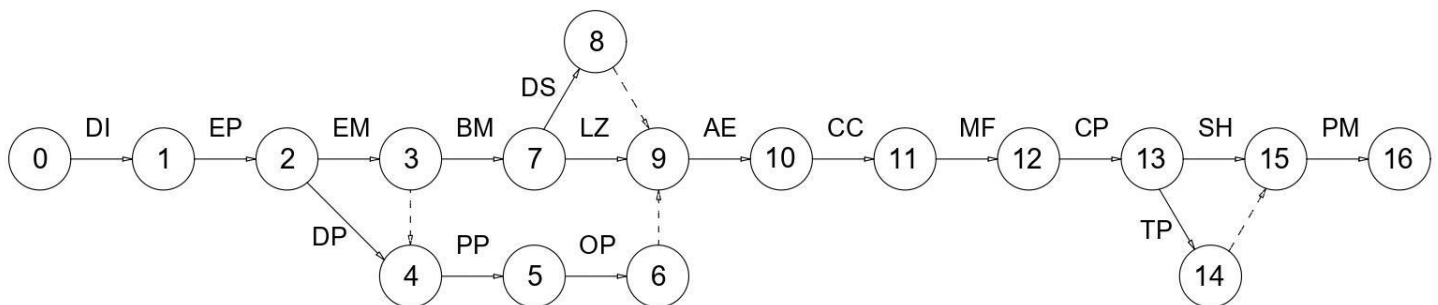 8
DS
DI EP EM BM LZ AE CC MF CP SH PM
0 1 2 3 7 9 10 11 12 13 15 16
DP PP OP TP
4 5 6 14